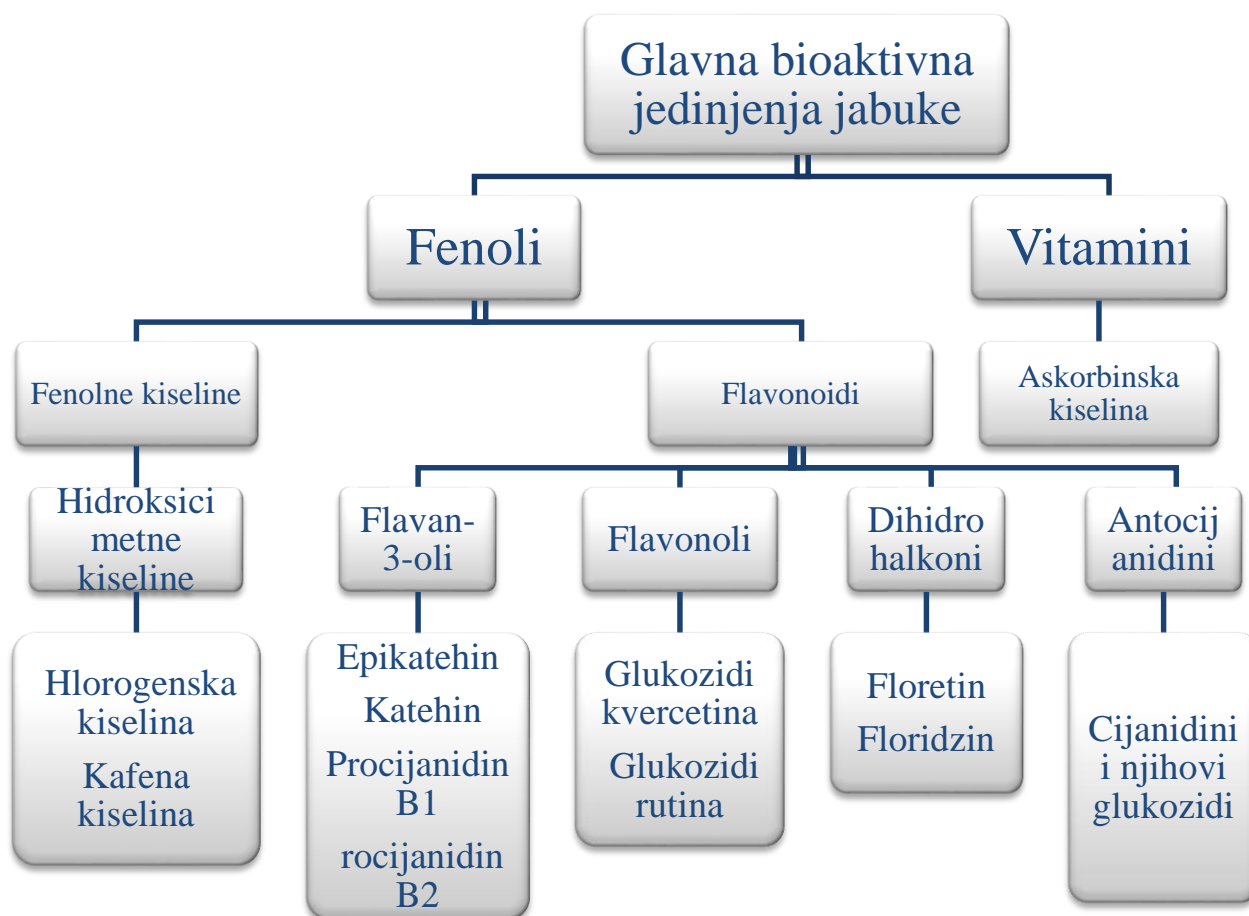 Glavna bioaktivna
jedinjenja jabuke
Fenoli
Vitamini
Fenolne kiseline
Flavonoidi
Askorbinska
kiselina
Hidroksici
metne
kiseline
Flavan-
3-oli
Flavonoli
Dihidro
halkoni
Antocij
anidini
Hlorogenska
kiselina
Kafena
kiselina
Epikatehin
Katehin
Procijanidin
B1
rocijanidin
B2
Glukozidi
kvercetina
Glukozidi
rutina
Floretin
Floridzin
Cijanidini
i njihovi
glukozidi